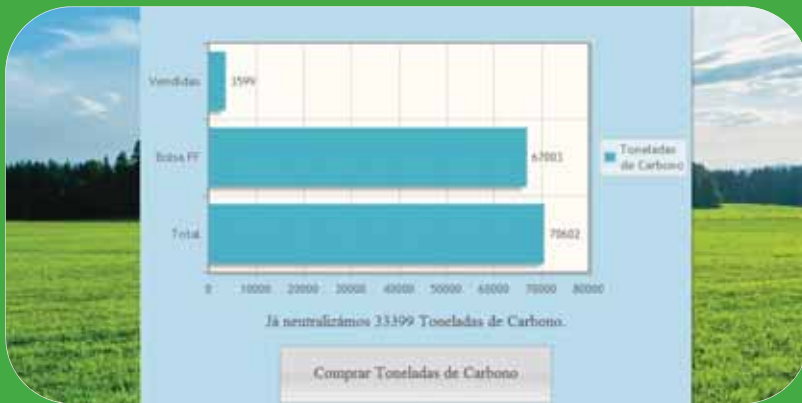 Vendidas
3599
Bolsa FF
67003
Toneladas
de Carbono
Total
70602
0 10000 20000 30000 40000 50000 60000 70000 80000
Já neutralizámos 33399 Toneladas de Carbono.
Comprar Toneladas de Carbono